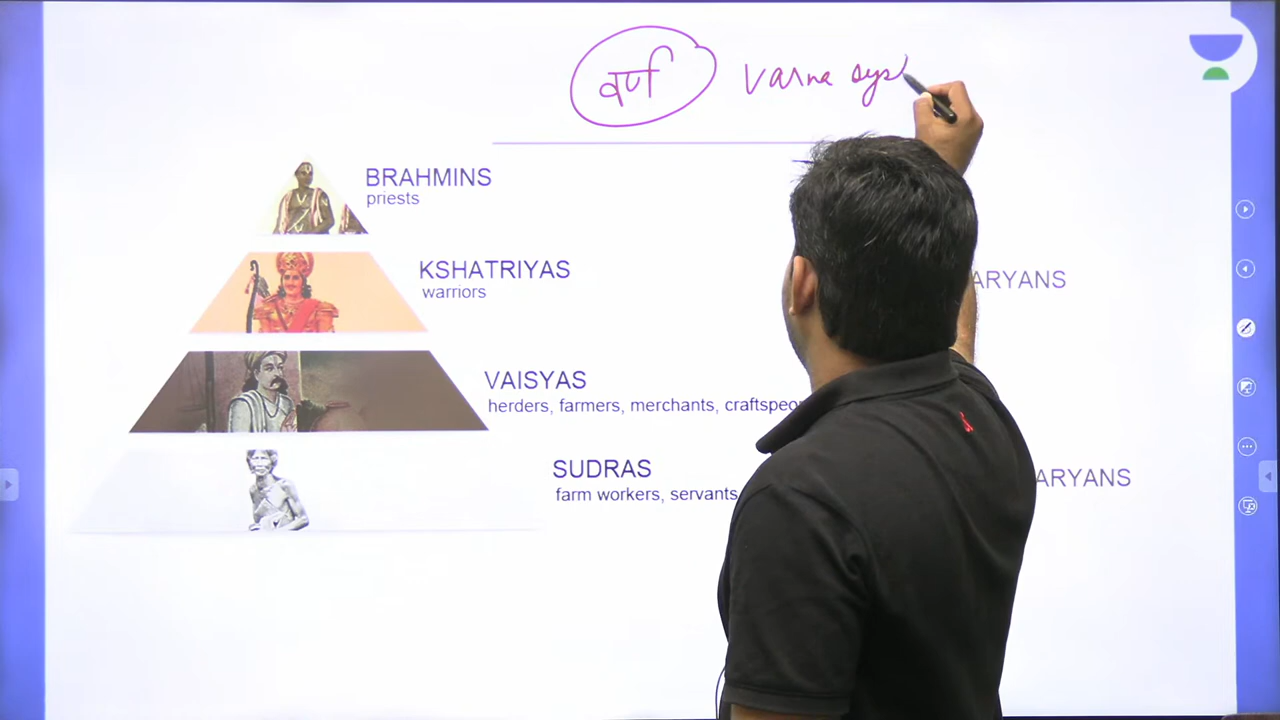 वर्ण varna sys
BRAHMINS
priests
KSHATRIYAS
warriors
ARYANS
VAISYAS
herders, farmers, merchants, craftspeo
SUDRAS
farm workers, servants
ARYANS